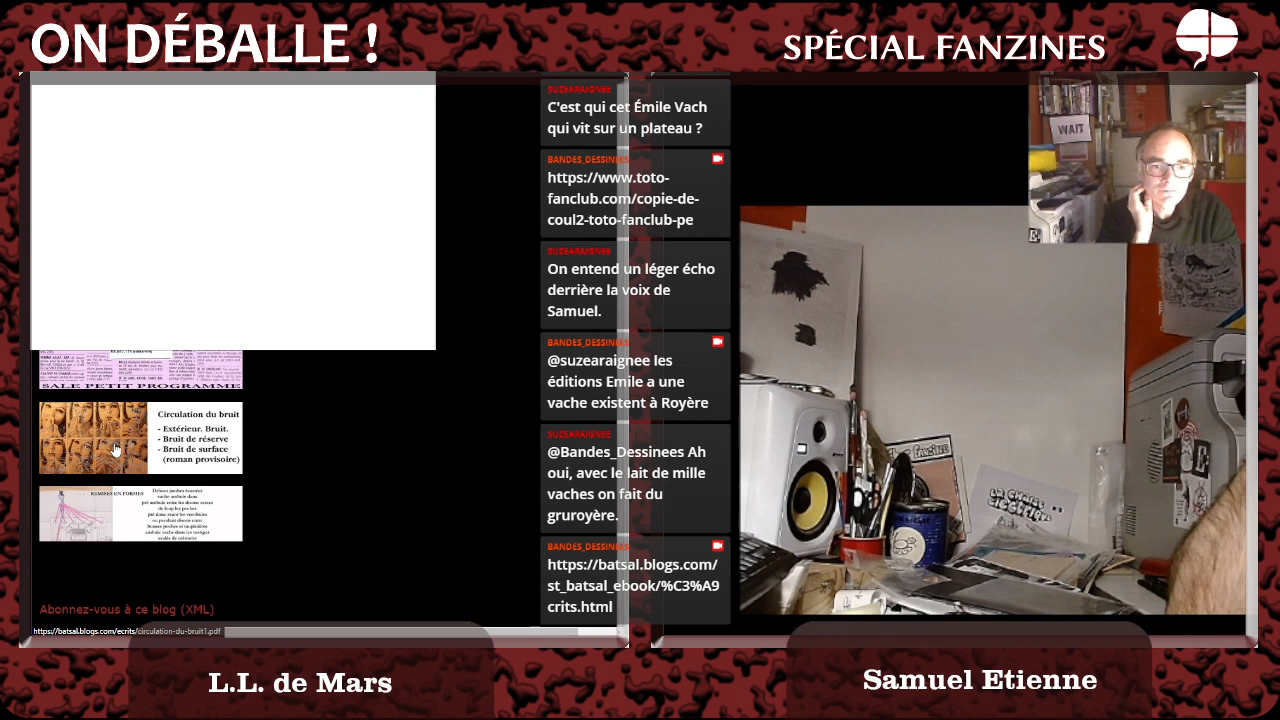 ON DÉBALLE !
SPÉCIAL FANZINES
SUZEARAIGNEE
C'est qui cet Émile Vach
qui vit sur un plateau ?
BANDES_DESSINEES
https://www.toto-
fanclub.com/copie-de-
coul2-toto-fanclub-pe
SUZEARAIGNEE
On entend un léger écho
derrière la voix de
Samuel.
BANDES_DESSINEES
@suzearaignee les
éditions Emile a une
vache existent à Royère
SUZEARAIGNEE
@Bandes_Dessinees Ah
oui, avec le lait de mille
vaches on fait du
gruroyère.
BANDES_DESSINEES
https://batsal.blogs.com/
st_batsal_ebook/%C3%A9
crits.html
WAIT
SALE PETIT PROGRAMME
Circulation du bruit
- Extérieur. Bruit.
- Bruit de réserve
- Bruit de surface
(roman provisoire)
REMISES EN FORMES
Abonnez-vous à ce blog (XML)
https://batsal.blogs.com/ecrits/circulation-du-bruit1.pdf
L.L. de Mars
Samuel Etienne